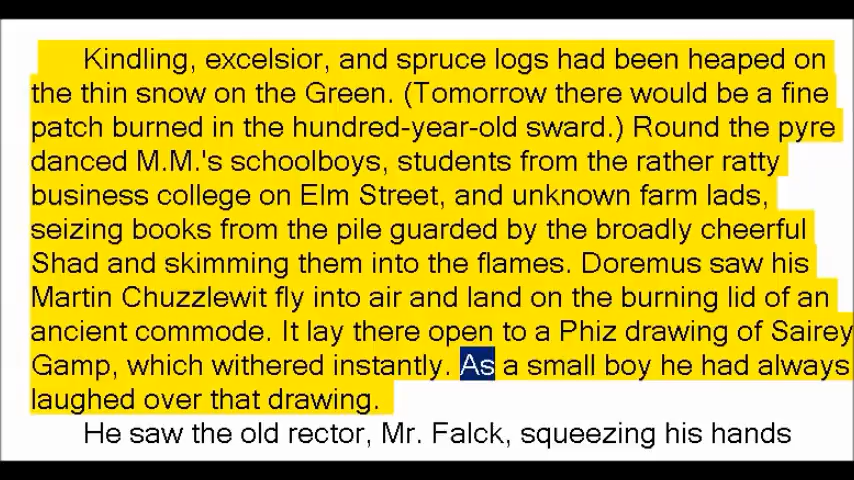 Kindling, excelsior, and spruce logs had been heaped on
the thin snow on the Green. (Tomorrow there would be a fine
patch burned in the hundred-year-old sward.) Round the pyre
danced M.M.'s schoolboys, students from the rather ratty
business college on Elm Street, and unknown farm lads,
seizing books from the pile guarded by the broadly cheerful
Shad and skimming them into the flames. Doremus saw his
Martin Chuzzlewit fly into air and land on the burning lid of an
ancient commode. It lay there open to a Phiz drawing of Sairey
Gamp, which withered instantly. As a small boy he had always
laughed over that drawing.
He saw the old rector, Mr. Falck, squeezing his hands